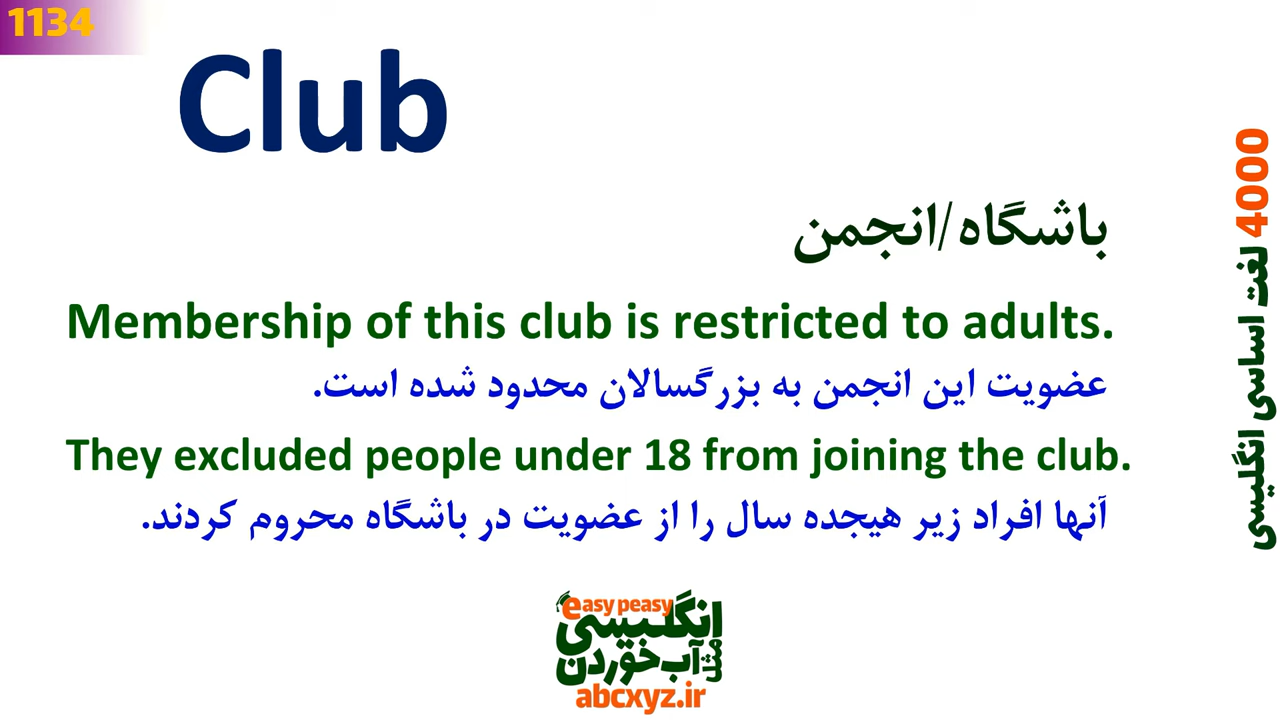 1134
Club
باشگاه/انجمن
Membership of this club is restricted to adults.
عضویت این انجمن به بزرگسالان محدود شده است.
They excluded people under 18 from joining the club.
آنها افراد زیر هیجده سال را از عضویت در باشگاه محروم کردند.
4000 لغت اساسی انگلیسی
easy peasy
انگلیسی
مثل آب خوردن
abcxyz.ir